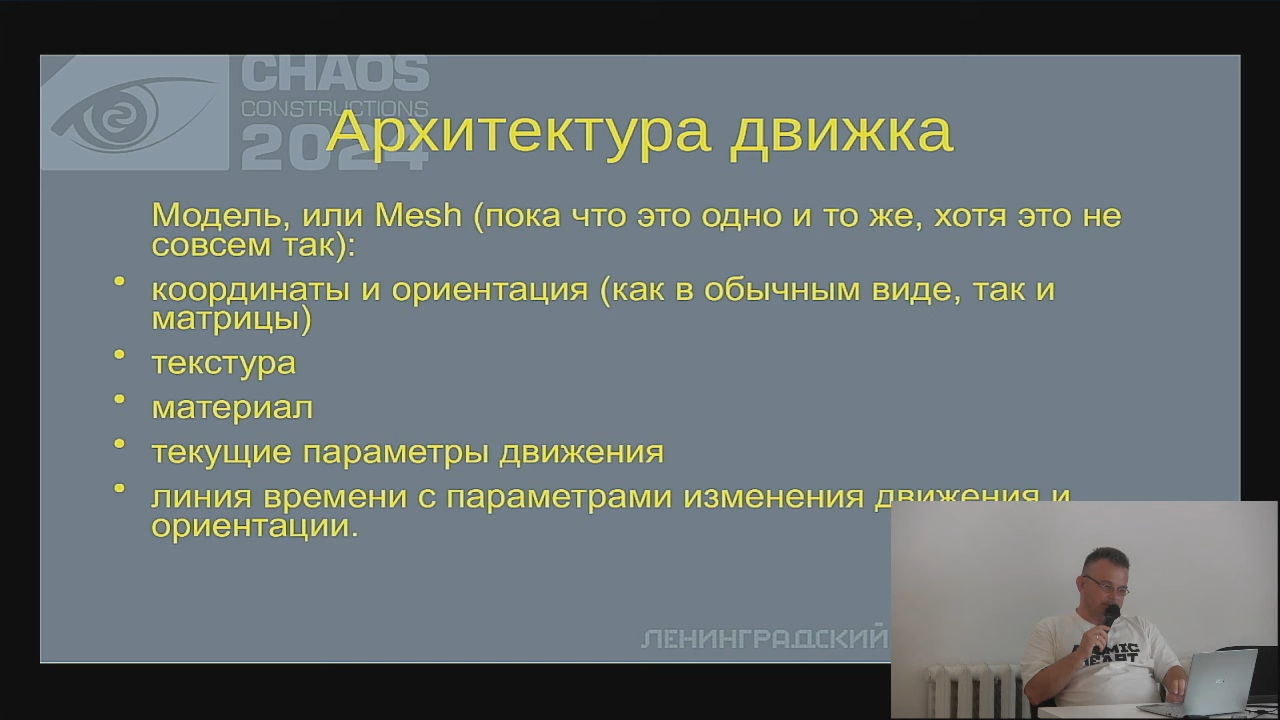 CHAOS
CONSTRUCTIONS
2024
Архитектура движка
Модель, или Mesh (пока что это одно и то же, хотя это не
совсем так):
• координаты и ориентация (как в обычным виде, так и
матрицы)
• текстура
• материал
• текущие параметры движения
• линия времени с параметрами изменения движения и
ориентации.
ЛЕНИНГРАДСКИЙ
ATOMIC
HEART